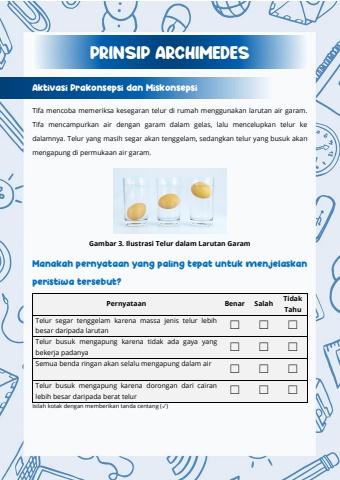 PRINSIP ARCHIMEDES
Aktivasi Prakonsepsi dan Miskonsepsi
Tifa mencoba memeriksa kesegaran telur di rumah menggunakan larutan air garam.
Tifa mencampurkan air dengan garam dalam gelas, lalu mencelupkan telur ke
dalamnya. Telur yang masih segar akan tenggelam, sedangkan telur yang busuk akan
mengapung di permukaan air garam.
Gambar 3. Ilustrasi Telur dalam Larutan Garam
Manakah pernyataan yang paling tepat untuk menjelaskan
peristiwa tersebut?
Pernyataan Benar Salah Tidak Tahu
Telur segar tenggelam karena massa jenis telur lebih
besar daripada larutan
Telur busuk mengapung karena tidak ada gaya yang
bekerja padanya
Semua benda ringan akan selalu mengapung dalam air
Telur busuk mengapung karena dorongan dari cairan
lebih besar daripada berat telur
Isilah kotak dengan memberikan tanda centang (✓)